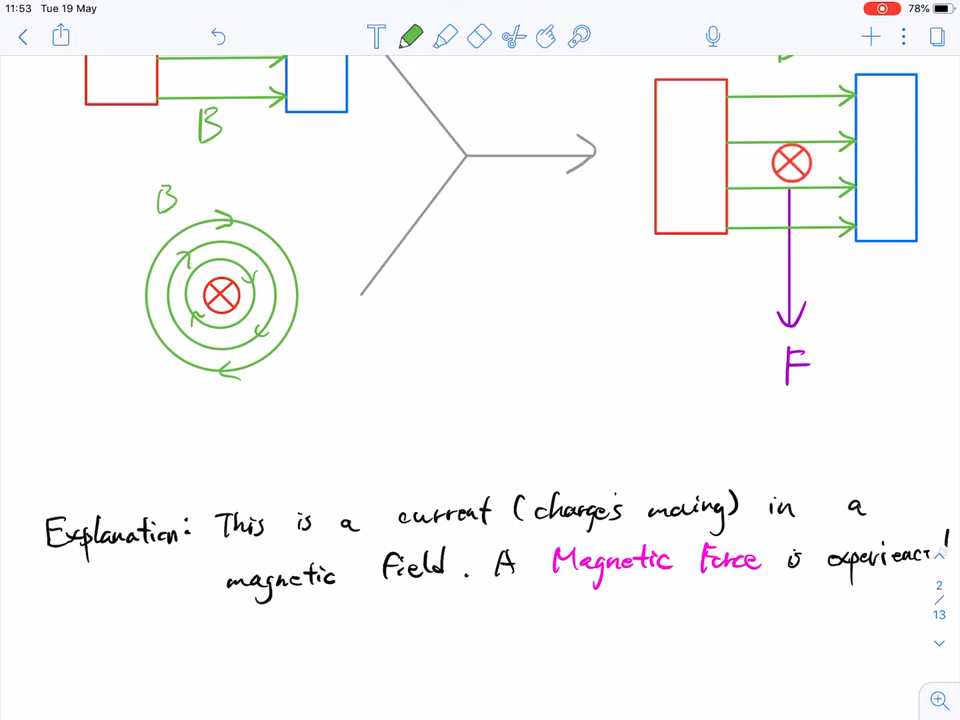 11:53 Tue 19 May
78%
T
B
B
F
Explanation: This is a current (charges moving) in a
magnetic field. A Magnetic Force is experienced
2
/
13